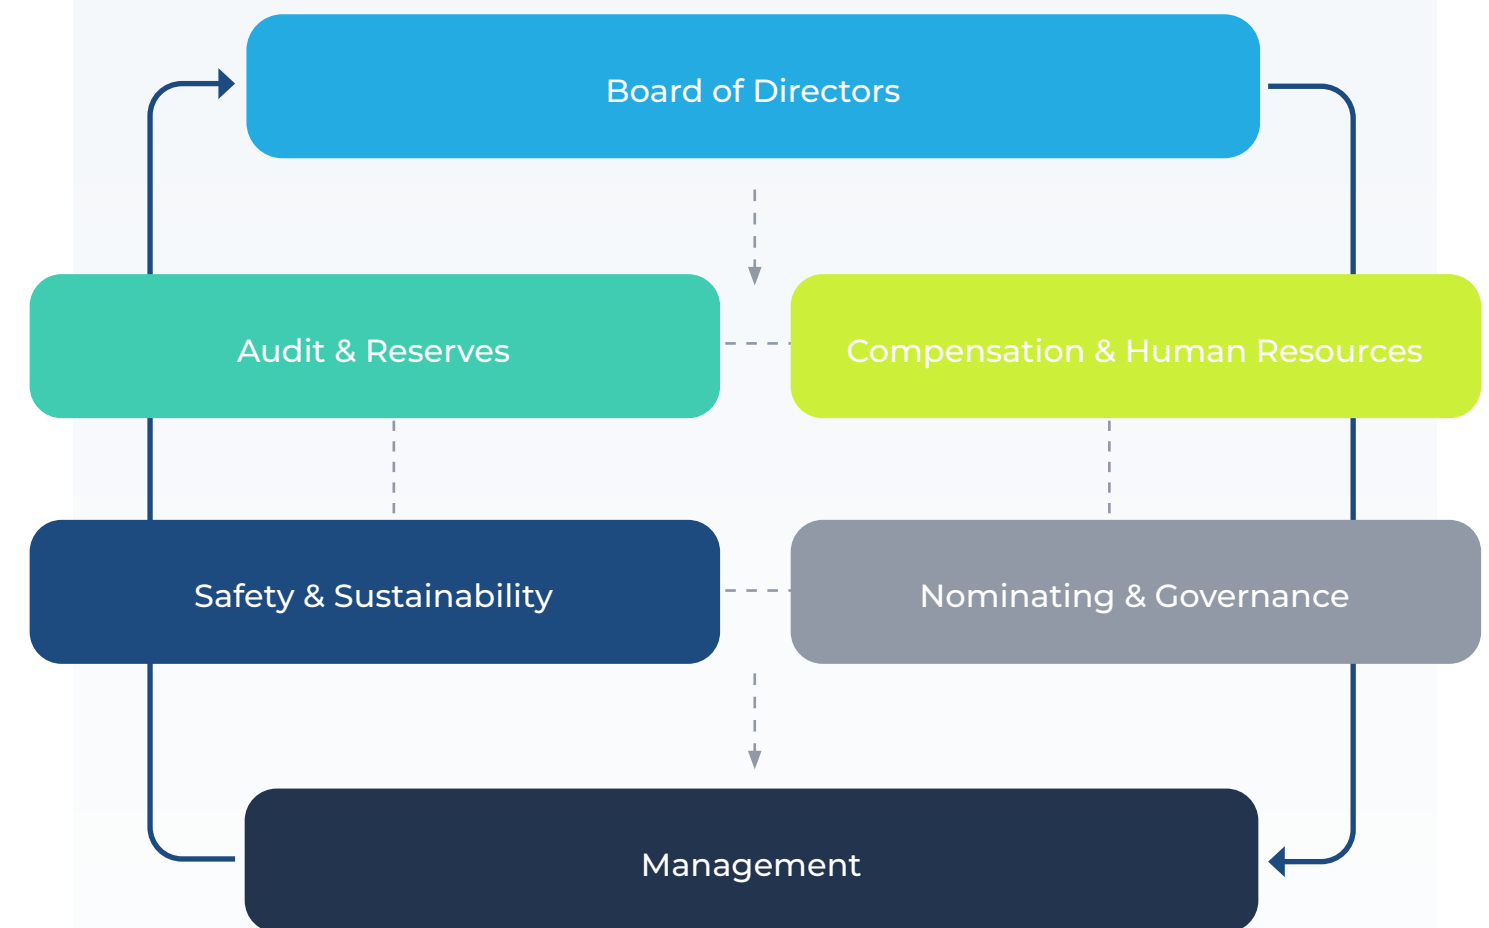 Board of Directors
Audit & Reserves
Compensation & Human Resources
Safety & Sustainability
Nominating & Governance
Management